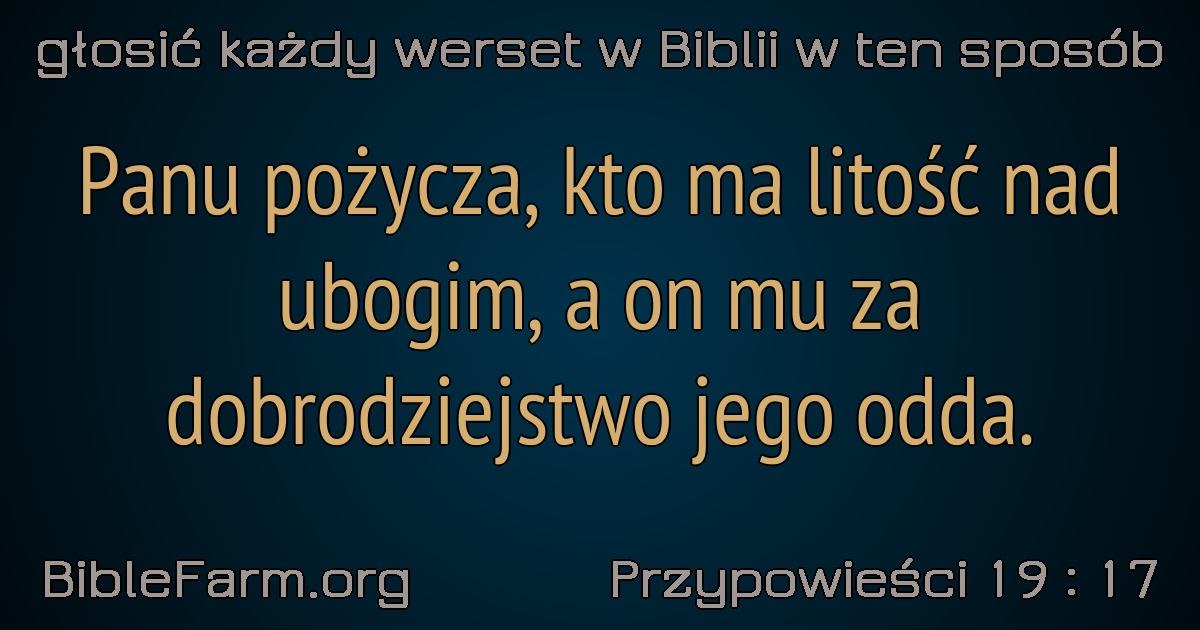 głosić każdy werset w Biblii w ten sposób
Panu pożycza, kto ma litość nad
ubogim, a on mu za
dobrodziejstwo jego odda.
BibleFarm.org
Przypowieści 19 : 17